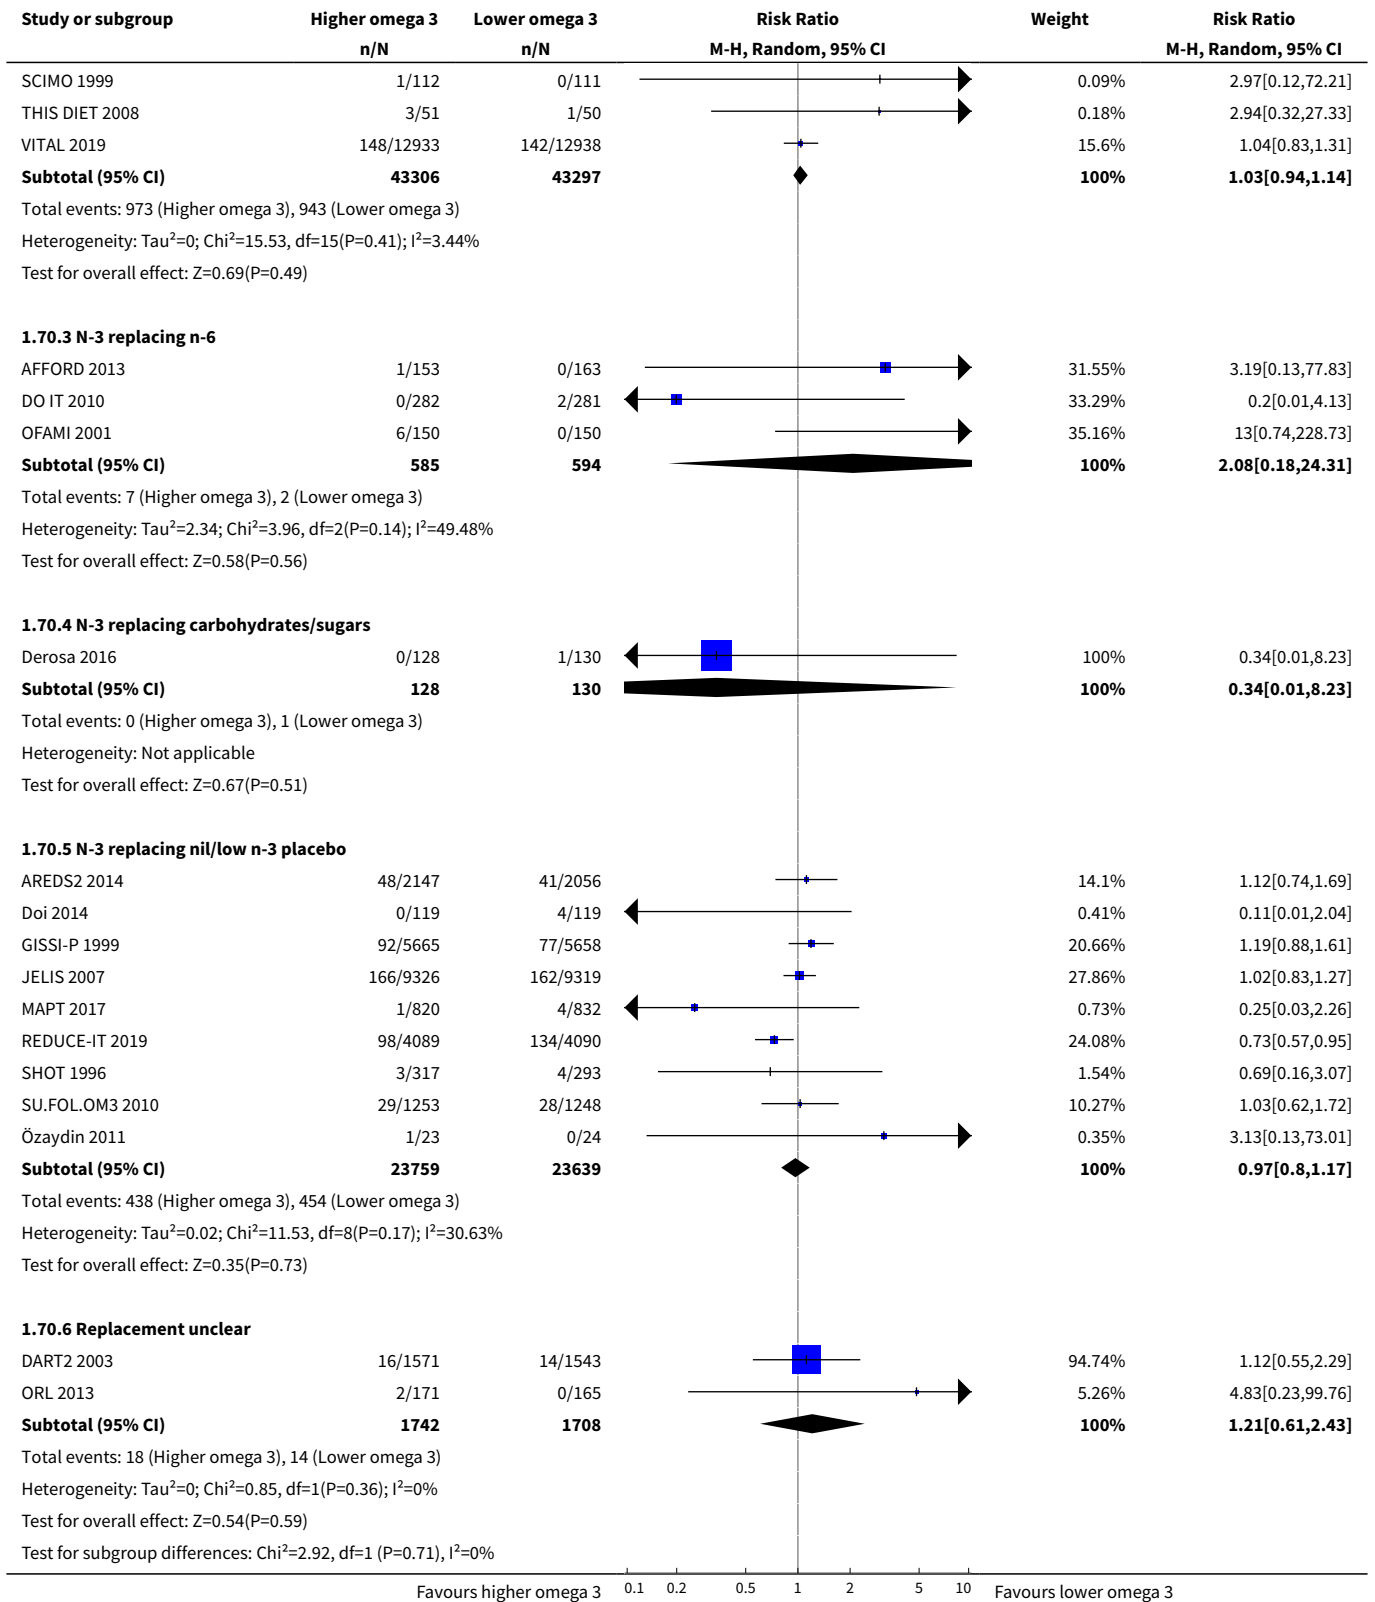 Study or subgroup Higher omega 3 Lower omega 3 Risk Ratio Weight Risk Ratio
n/N n/N M-H, Random, 95% CI M-H, Random, 95% CI
SCIMO 1999 1/112 0/111 0.09% 2.97[0.12,72.21]
THIS DIET 2008 3/51 1/50 0.18% 2.94[0.32,27.33]
VITAL 2019 148/12933 142/12938 15.6% 1.04[0.83,1.31]
Subtotal (95% CI) 43306 43297 100% 1.03[0.94,1.14]
Total events: 973 (Higher omega 3), 943 (Lower omega 3)
Heterogeneity: Tau²=0; Chi²=15.53, df=15(P=0.41); I²=3.44%
Test for overall effect: Z=0.69(P=0.49)
1.70.3 N-3 replacing n-6
AFFORD 2013 1/153 0/163 31.55% 3.19[0.13,77.83]
DO IT 2010 0/282 2/281 33.29% 0.2[0.01,4.13]
OFAMI 2001 6/150 0/150 35.16% 13[0.74,228.73]
Subtotal (95% CI) 585 594 100% 2.08[0.18,24.31]
Total events: 7 (Higher omega 3), 2 (Lower omega 3)
Heterogeneity: Tau²=2.34; Chi²=3.96, df=2(P=0.14); I²=49.48%
Test for overall effect: Z=0.58(P=0.56)
1.70.4 N-3 replacing carbohydrates/sugars
Derosa 2016 0/128 1/130 100% 0.34[0.01,8.23]
Subtotal (95% CI) 128 130 100% 0.34[0.01,8.23]
Total events: 0 (Higher omega 3), 1 (Lower omega 3)
Heterogeneity: Not applicable
Test for overall effect: Z=0.67(P=0.51)
1.70.5 N-3 replacing nil/low n-3 placebo
AREDS2 2014 48/2147 41/2056 14.1% 1.12[0.74,1.69]
Doi 2014 0/119 4/119 0.41% 0.11[0.01,2.04]
GISSI-P 1999 92/5665 77/5658 20.66% 1.19[0.88,1.61]
JELIS 2007 166/9326 162/9319 27.86% 1.02[0.83,1.27]
MAPT 2017 1/820 4/832 0.73% 0.25[0.03,2.26]
REDUCE-IT 2019 98/4089 134/4090 24.08% 0.73[0.57,0.95]
SHOT 1996 3/317 4/293 1.54% 0.69[0.16,3.07]
SU.FOL.OM3 2010 29/1253 28/1248 10.27% 1.03[0.62,1.72]
Özaydin 2011 1/23 0/24 0.35% 3.13[0.13,73.01]
Subtotal (95% CI) 23759 23639 100% 0.97[0.8,1.17]
Total events: 438 (Higher omega 3), 454 (Lower omega 3)
Heterogeneity: Tau²=0.02; Chi²=11.53, df=8(P=0.17); I²=30.63%
Test for overall effect: Z=0.35(P=0.73)
1.70.6 Replacement unclear
DART2 2003 16/1571 14/1543 94.74% 1.12[0.55,2.29]
ORL 2013 2/171 0/165 5.26% 4.83[0.23,99.76]
Subtotal (95% CI) 1742 1708 100% 1.21[0.61,2.43]
Total events: 18 (Higher omega 3), 14 (Lower omega 3)
Heterogeneity: Tau²=0; Chi²=0.85, df=1(P=0.36); I²=0%
Test for overall effect: Z=0.54(P=0.59)
Test for subgroup differences: Chi²=2.92, df=1 (P=0.71), I²=0%
Favours higher omega 3 0.1 0.2 0.5 1 2 5 10 Favours lower omega 3